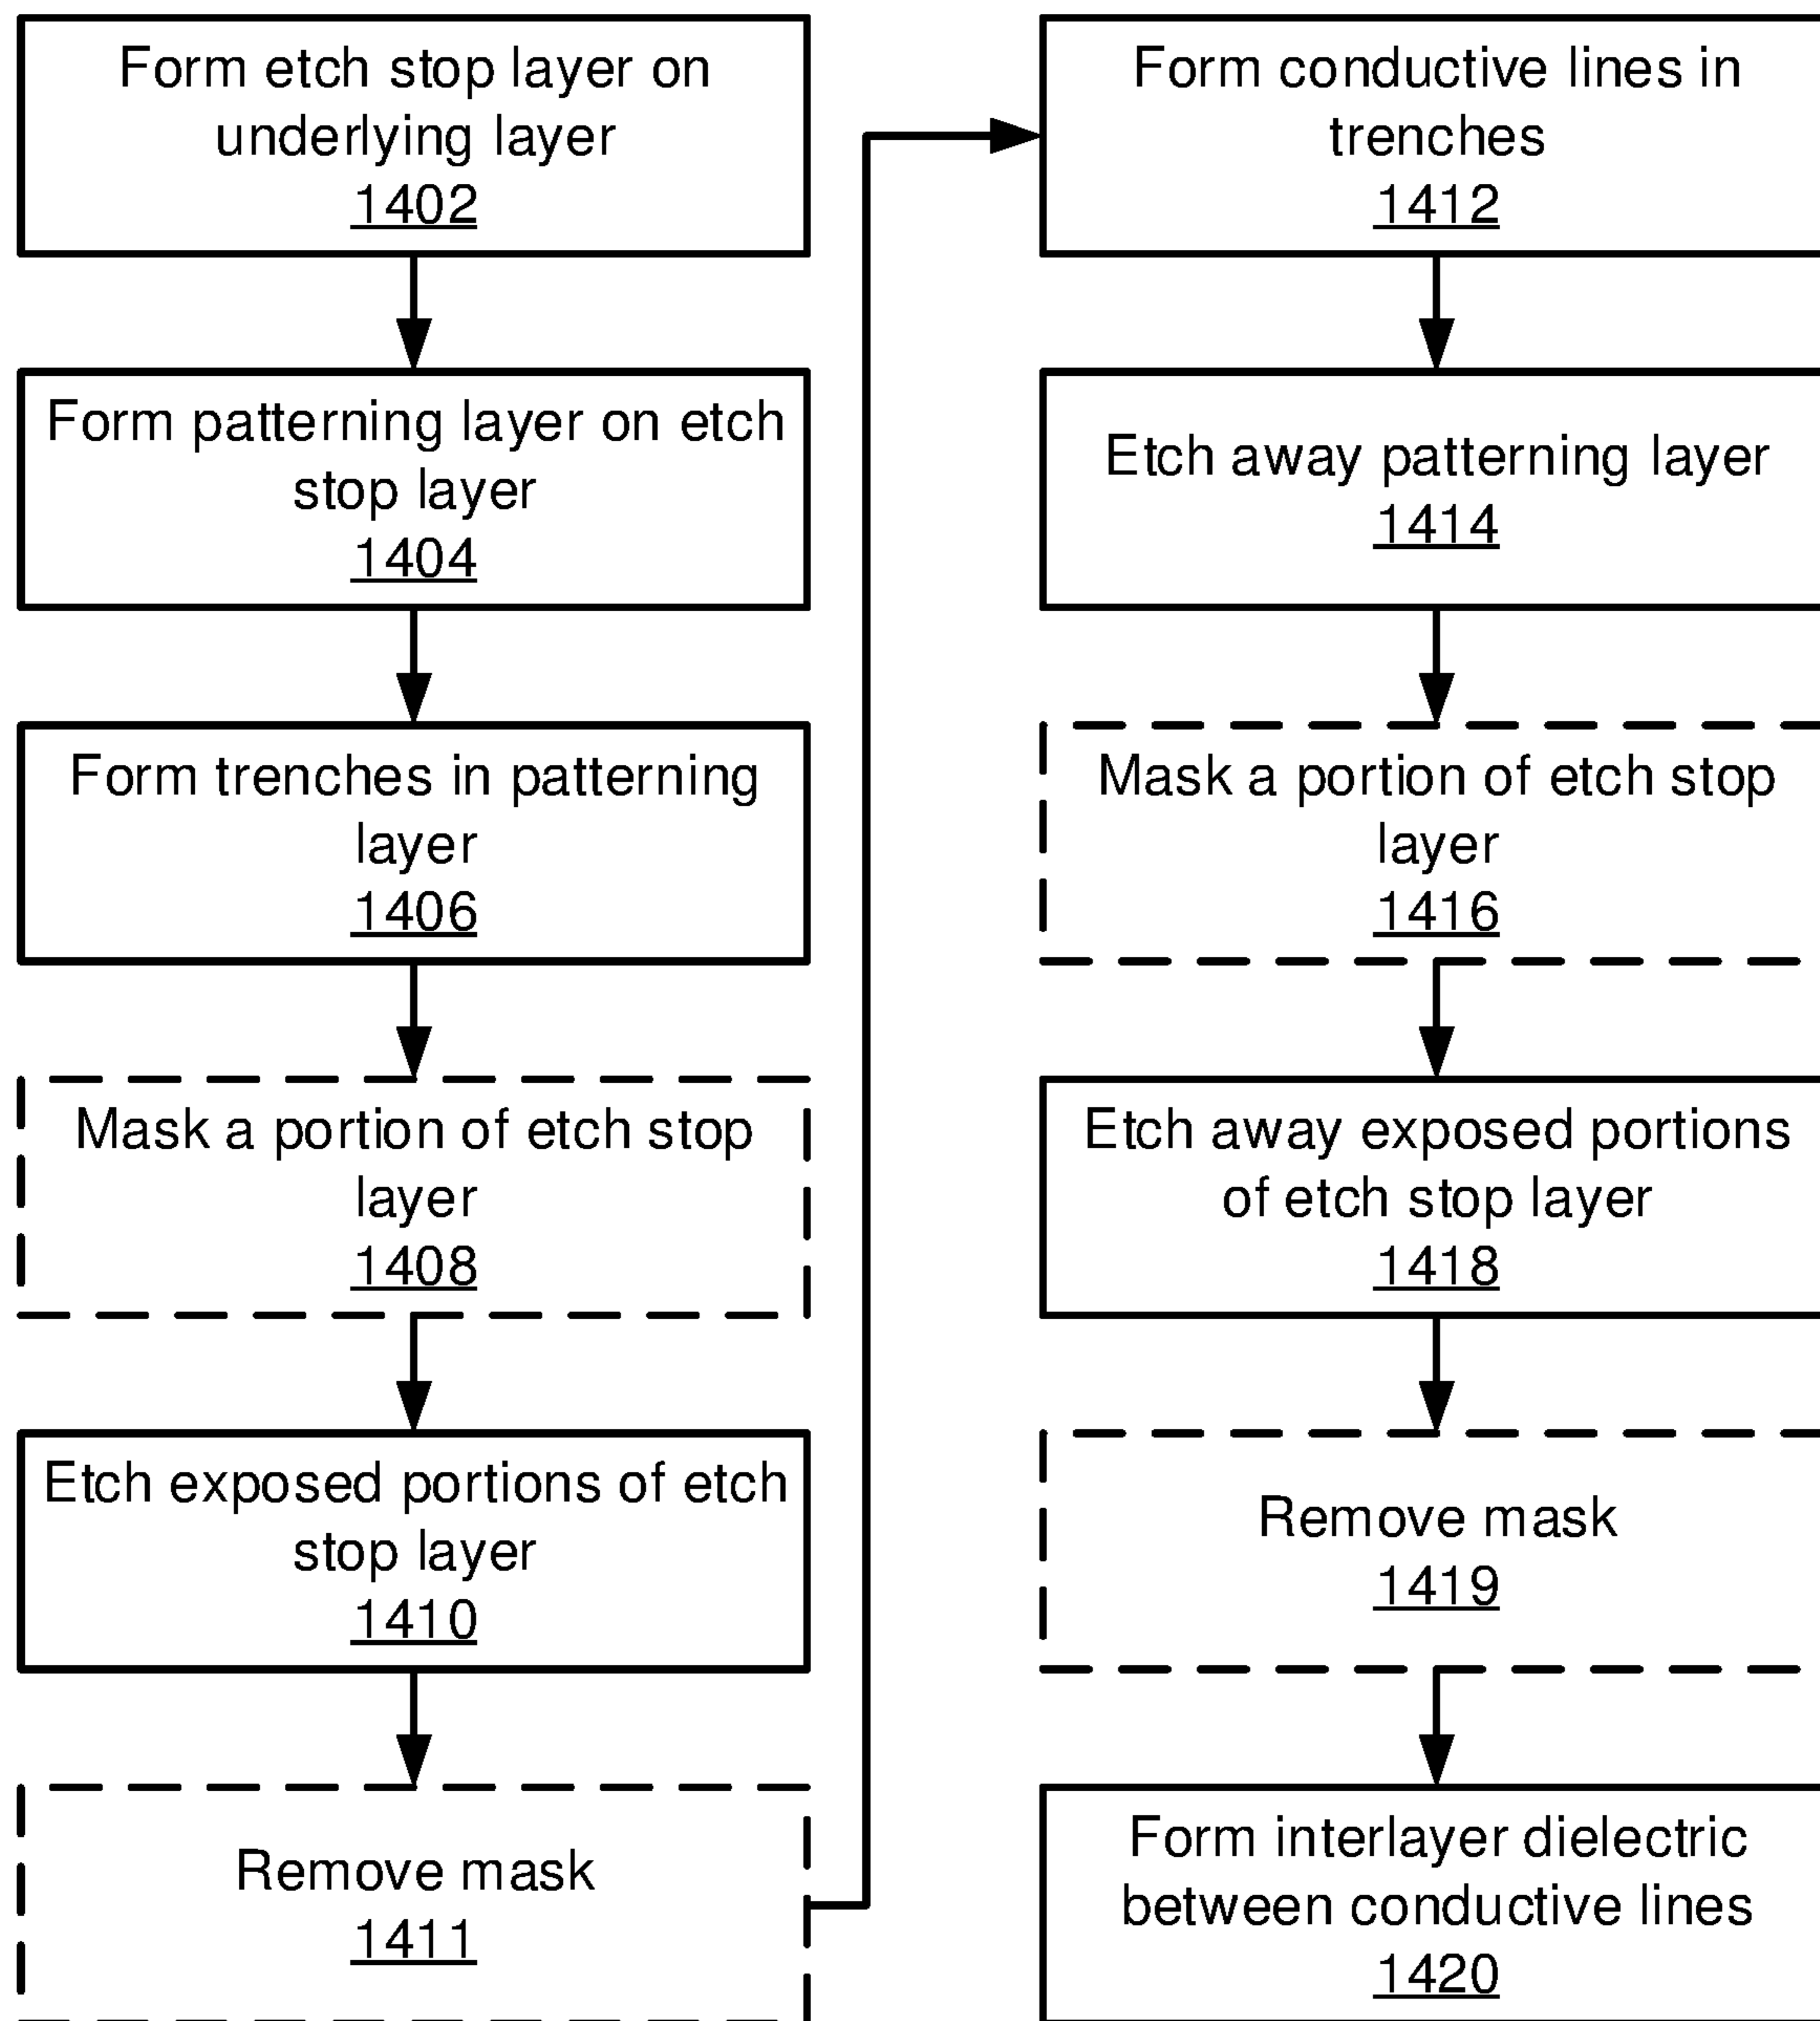 Form etch stop layer on
underlying layer
1402
Form patterning layer on etch
stop layer
1404
Form trenches in patterning
layer
1406
Mask a portion of etch stop
layer
1408
Etch exposed portions of etch
stop layer
1410
Remove mask
1411
Form conductive lines in
trenches
1412
Etch away patterning layer
1414
Mask a portion of etch stop
layer
1416
Etch away exposed portions
of etch stop layer
1418
Remove mask
1419
Form interlayer dielectric
between conductive lines
1420